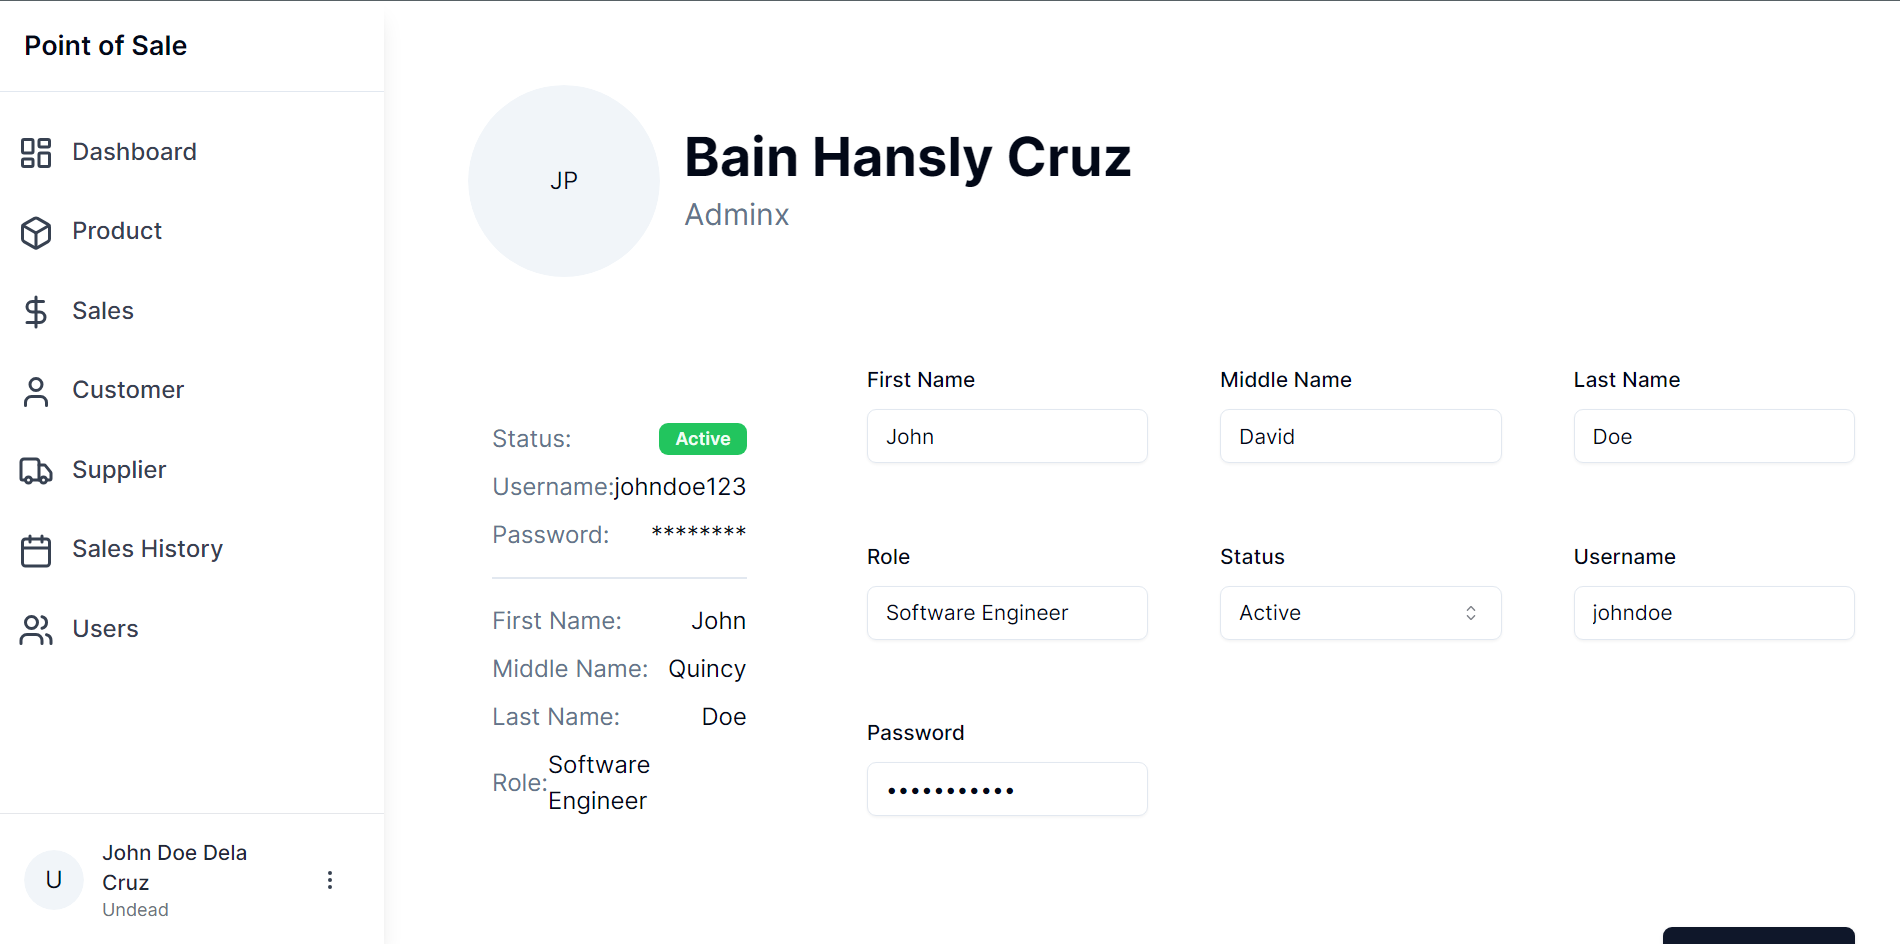 Point of Sale
Dashboard
Product
Sales
Customer
Supplier
Sales History
Users
U
John Doe Dela
Cruz
Undead
JP
Bain Hansly Cruz
Adminx
Status: Active
Username:johndoe123
Password: ********
First Name: John
Middle Name: Quincy
Last Name: Doe
Role: Software
Engineer
First Name Middle Name Last Name
John David Doe
Role Status Username
Software Engineer Active johndoe
Password
•••••••••••